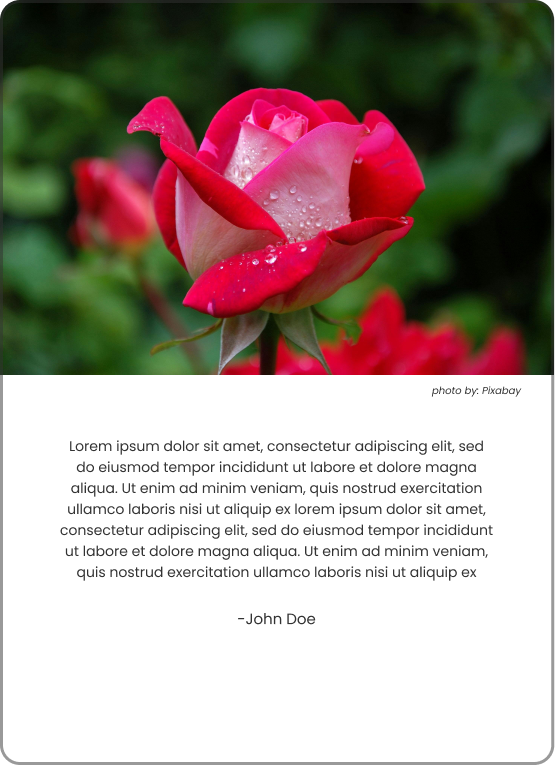 photo by: Pixabay
Lorem ipsum dolor sit amet, consectetur adipiscing elit, sed
do eiusmod tempor incididunt ut labore et dolore magna
aliqua. Ut enim ad minim veniam, quis nostrud exercitation
ullamco laboris nisi ut aliquip ex lorem ipsum dolor sit amet,
consectetur adipiscing elit, sed do eiusmod tempor incididunt
ut labore et dolore magna aliqua. Ut enim ad minim veniam,
quis nostrud exercitation ullamco laboris nisi ut aliquip ex
-John Doe